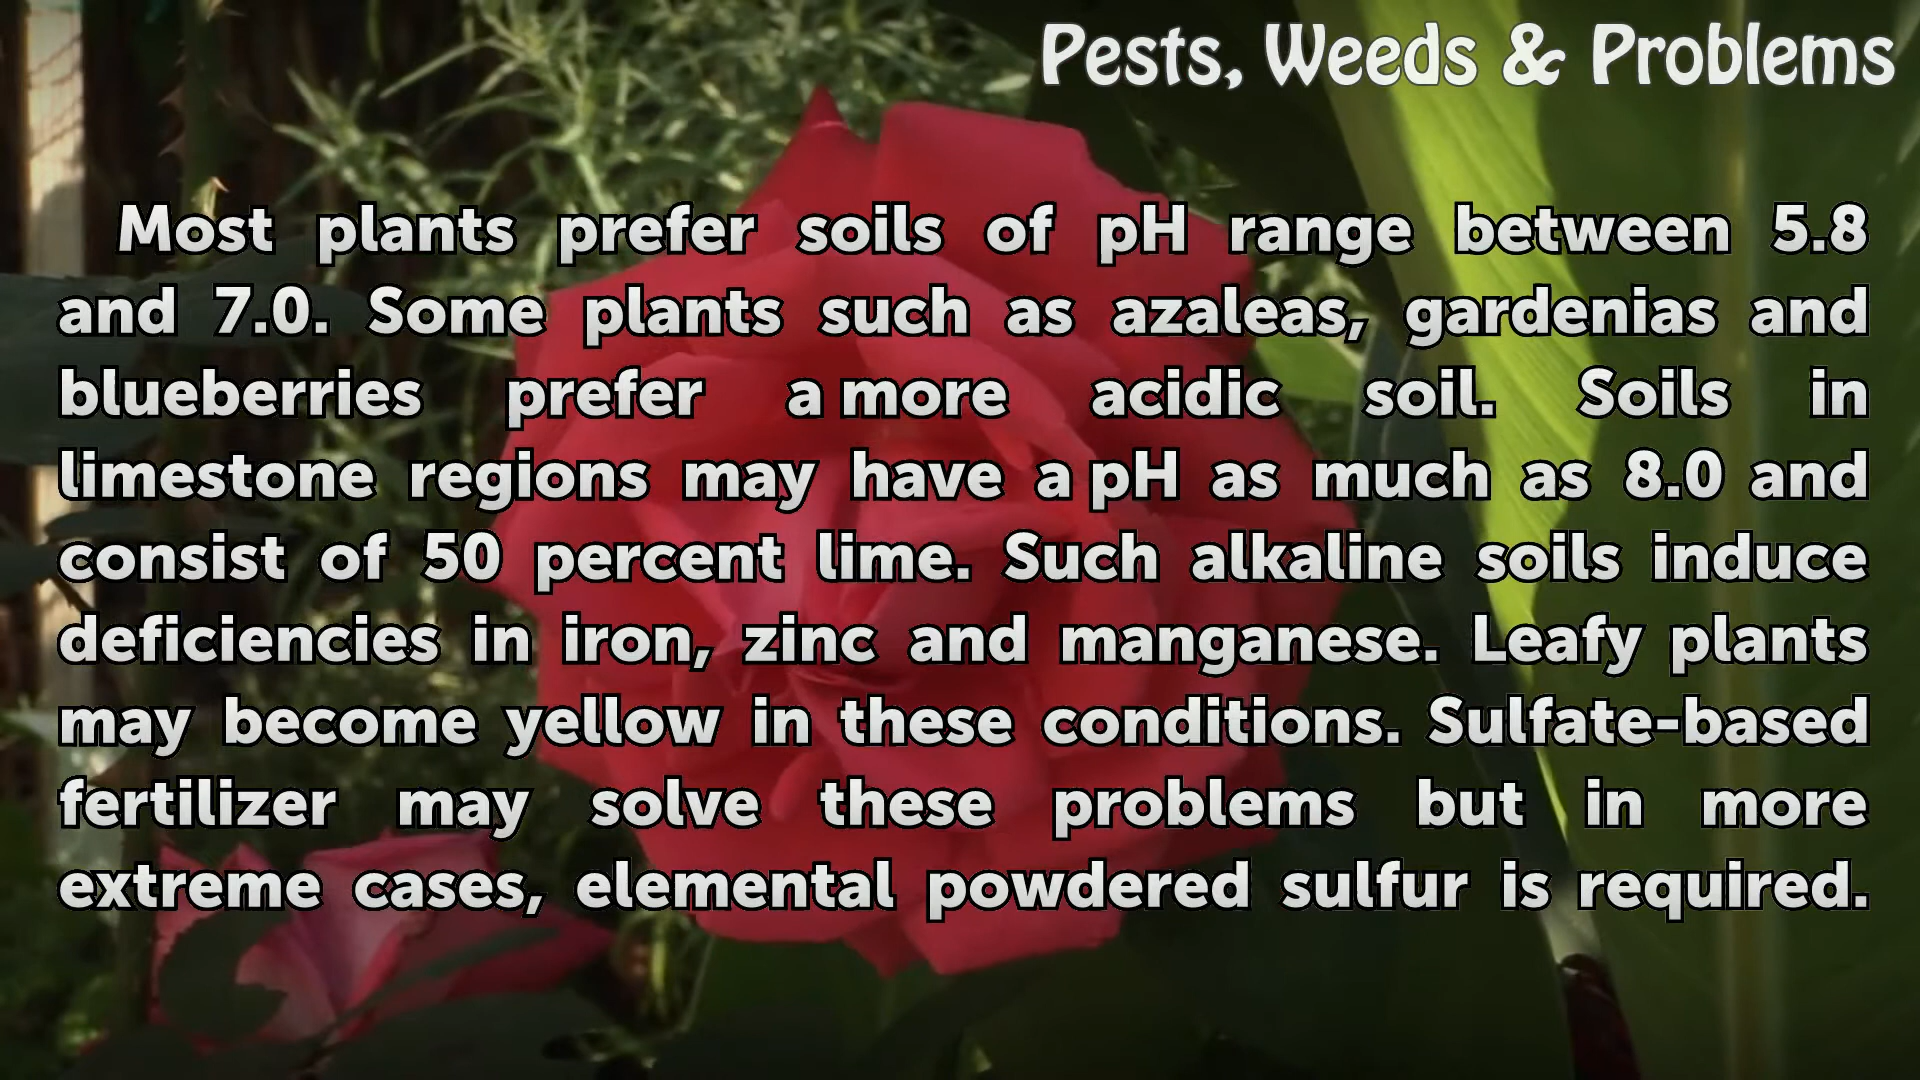 Pests, Weeds & Problems
Most plants prefer soils of pH range between 5.8
and 7.0. Some plants such as azaleas, gardenias and
blueberries prefer a more acidic soil. Soils in
limestone regions may have a pH as much as 8.0 and
consist of 50 percent lime. Such alkaline soils induce
deficiencies in iron, zinc and manganese. Leafy plants
may become yellow in these conditions. Sulfate-based
fertilizer may solve these problems but in more
extreme cases, elemental powdered sulfur is required.